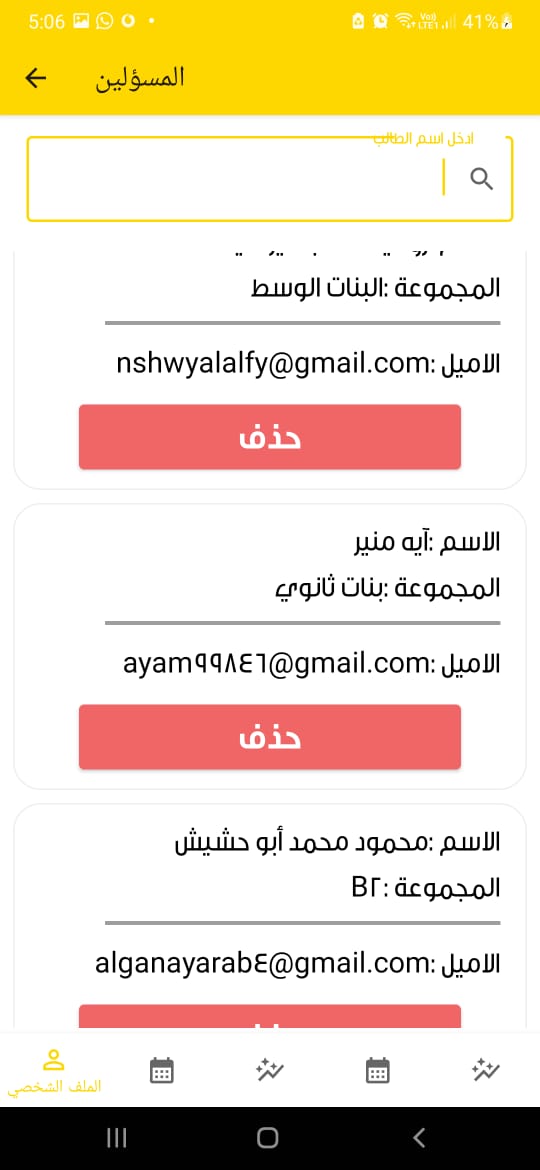 5:06
VoD LTE1 41%
المسؤلين
ادخل اسم الطالب
المجموعة :البنات الوسط
الاميل :nshwyalalfy@gmail.com
حذف
الاسم :آيه منير
المجموعة :بنات ثانوي
الاميل :ayam٩٩٨٤٦@gmail.com
حذف
الاسم :محمود محمد أبو حشيش
المجموعة :B٢
الاميل :alganayarab٤@gmail.com
الملف الشخصي